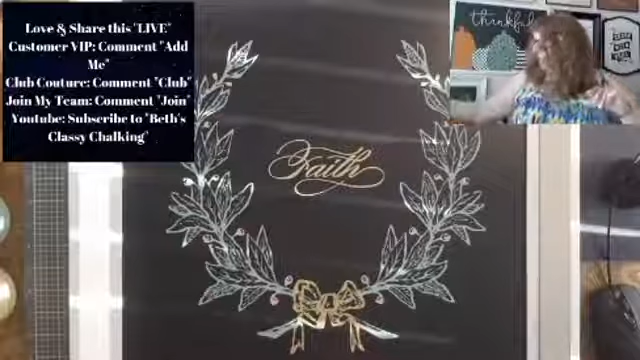 Love & Share this "LIVE"
Customer VIP: Comment "Add
Me"
Club Couture: Comment "Club"
Join My Team: Comment "Join"
Youtube: Subscribe to "Beth's
Classy Chalking"
thankful
Faith